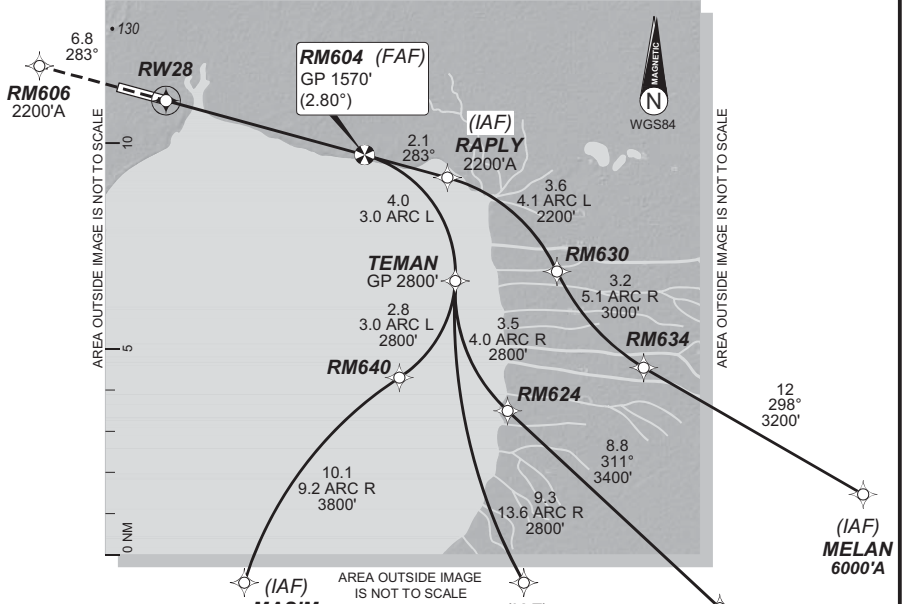 130
6.8
283°
RM606
2200'A
RW28
RM604 (FAF)
GP 1570'
(2.80°)
MAGNETIC
N
WGS84
AREA OUTSIDE IMAGE IS NOT TO SCALE
10
2.1
283°
(IAF)
RAPLY
2200'A
AREA OUTSIDE IMAGE IS NOT TO SCALE
4.0
3.0 ARC L
3.6
4.1 ARC L
2200'
TEMAN
GP 2800'
RM630
3.2
5.1 ARC R
3000'
2.8
3.0 ARC L
2800'
3.5
4.0 ARC R
2800'
RM634
5
RM640
RM624
12
298°
3200'
8.8
311°
3400'
10.1
9.2 ARC R
3800'
9.3
13.6 ARC R
2800'
(IAF)
MELAN
6000'A
0 NM
(IAF)
AREA OUTSIDE IMAGE
IS NOT TO SCALE